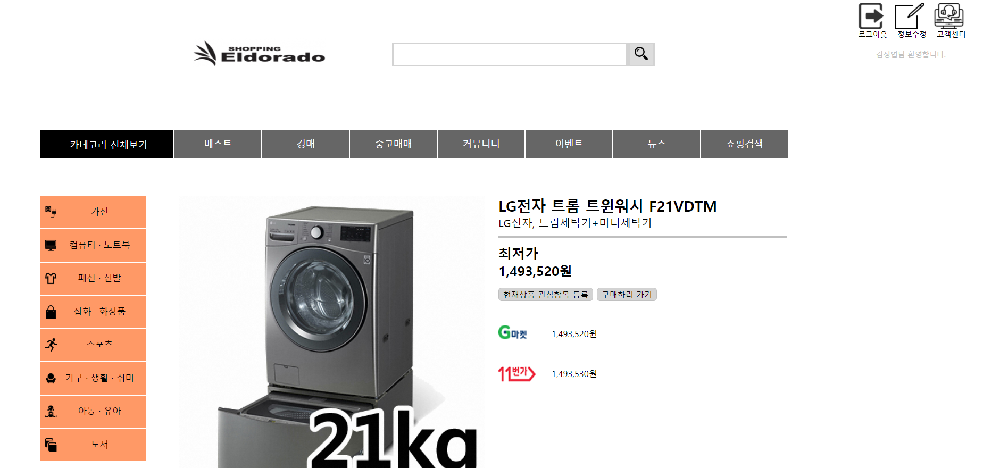 로그아웃 정보수정 고객센터
김정엽님 환영합니다.
SHOPPING
Eldorado
카테고리 전체보기 베스트 경매 중고매매 커뮤니티 이벤트 뉴스 쇼핑검색
가전
컴퓨터 · 노트북
패션 · 신발
잡화 · 화장품
스포츠
가구 · 생활 · 취미
아동 · 유아
도서
21kg
LG전자 트롬 트윈워시 F21VDTM
LG전자, 드럼세탁기+미니세탁기
최저가
1,493,520원
현재상품 관심항목 등록 구매하러 가기
G마켓 1,493,520원
11번가 1,493,530원